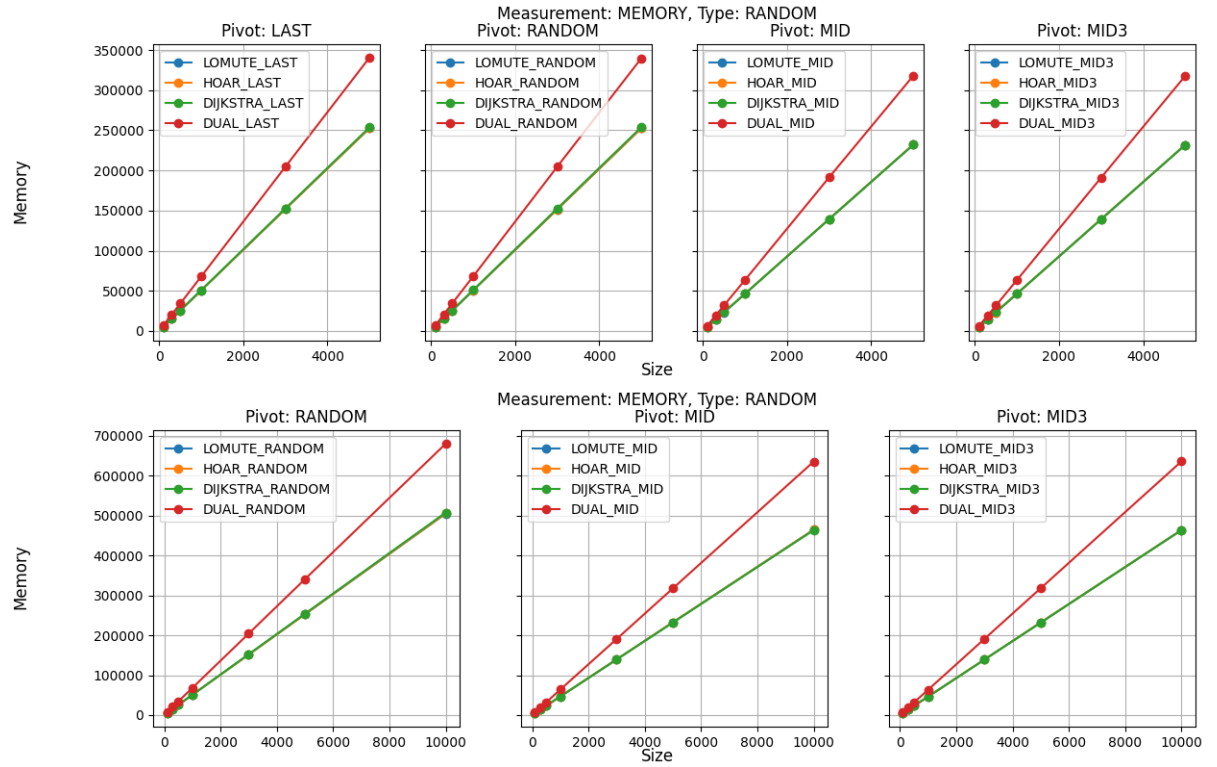 Measurement: MEMORY, Type: RANDOM
Pivot: LAST
Pivot: RANDOM
Pivot: MID
Pivot: MID3
350000
300000
250000
200000
150000
100000
50000
0
Memory
LOMUTE_LAST
HOAR_LAST
DIJKSTRA_LAST
DUAL_LAST
LOMUTE_RANDOM
HOAR_RANDOM
DIJKSTRA_RANDOM
DUAL_RANDOM
LOMUTE_MID
HOAR_MID
DIJKSTRA_MID
DUAL_MID
LOMUTE_MID3
HOAR_MID3
DIJKSTRA_MID3
DUAL_MID3
0 2000 4000
0 2000 4000
0 2000 4000
0 2000 4000
Size
Measurement: MEMORY, Type: RANDOM
Pivot: RANDOM
Pivot: MID
Pivot: MID3
700000
600000
500000
400000
300000
200000
100000
0
Memory
LOMUTE_RANDOM
HOAR_RANDOM
DIJKSTRA_RANDOM
DUAL_RANDOM
LOMUTE_MID
HOAR_MID
DIJKSTRA_MID
DUAL_MID
LOMUTE_MID3
HOAR_MID3
DIJKSTRA_MID3
DUAL_MID3
0 2000 4000 6000 8000 10000
0 2000 4000 6000 8000 10000
0 2000 4000 6000 8000 10000
Size